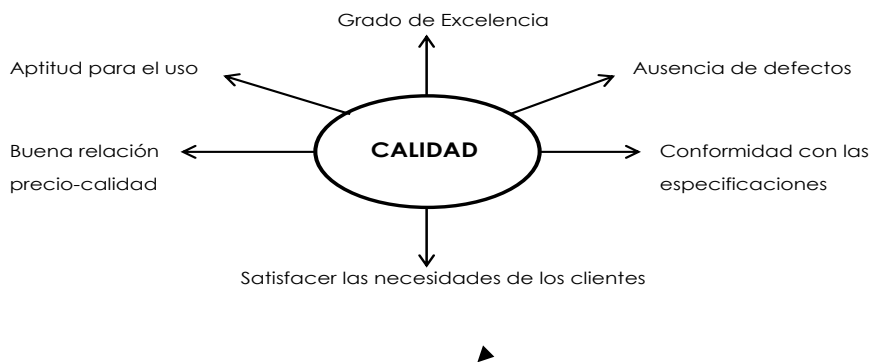 Grado de Excelencia
Aptitud para el uso
Ausencia de defectos
CALIDAD
Buena relación
precio-calidad
Conformidad con las
especificaciones
Satisfacer las necesidades de los clientes